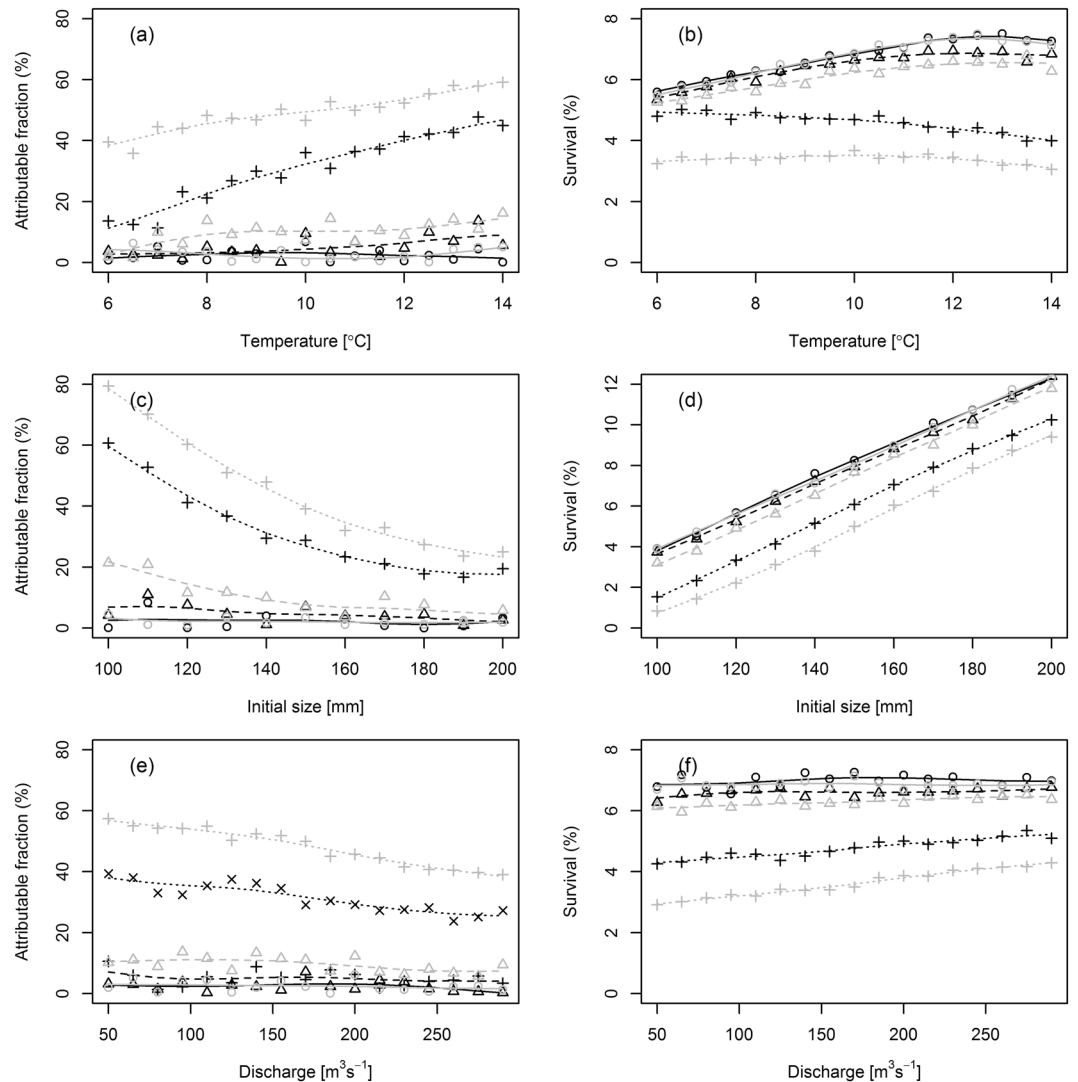 (a)
Attributable fraction (%)
0 20 40 60 80
6 8 10 12 14
Temperature [°C]
(b)
Survival (%)
0 2 4 6 8
6 8 10 12 14
Temperature [°C]
(c)
Attributable fraction (%)
0 20 40 60 80
100 120 140 160 180 200
Initial size [mm]
(d)
Survival (%)
0 2 4 6 8 10 12
100 120 140 160 180 200
Initial size [mm]
(e)
Attributable fraction (%)
0 20 40 60 80
50 100 150 200 250
Discharge [m³s⁻¹]
(f)
Survival (%)
0 2 4 6 8
50 100 150 200 250
Discharge [m³s⁻¹]